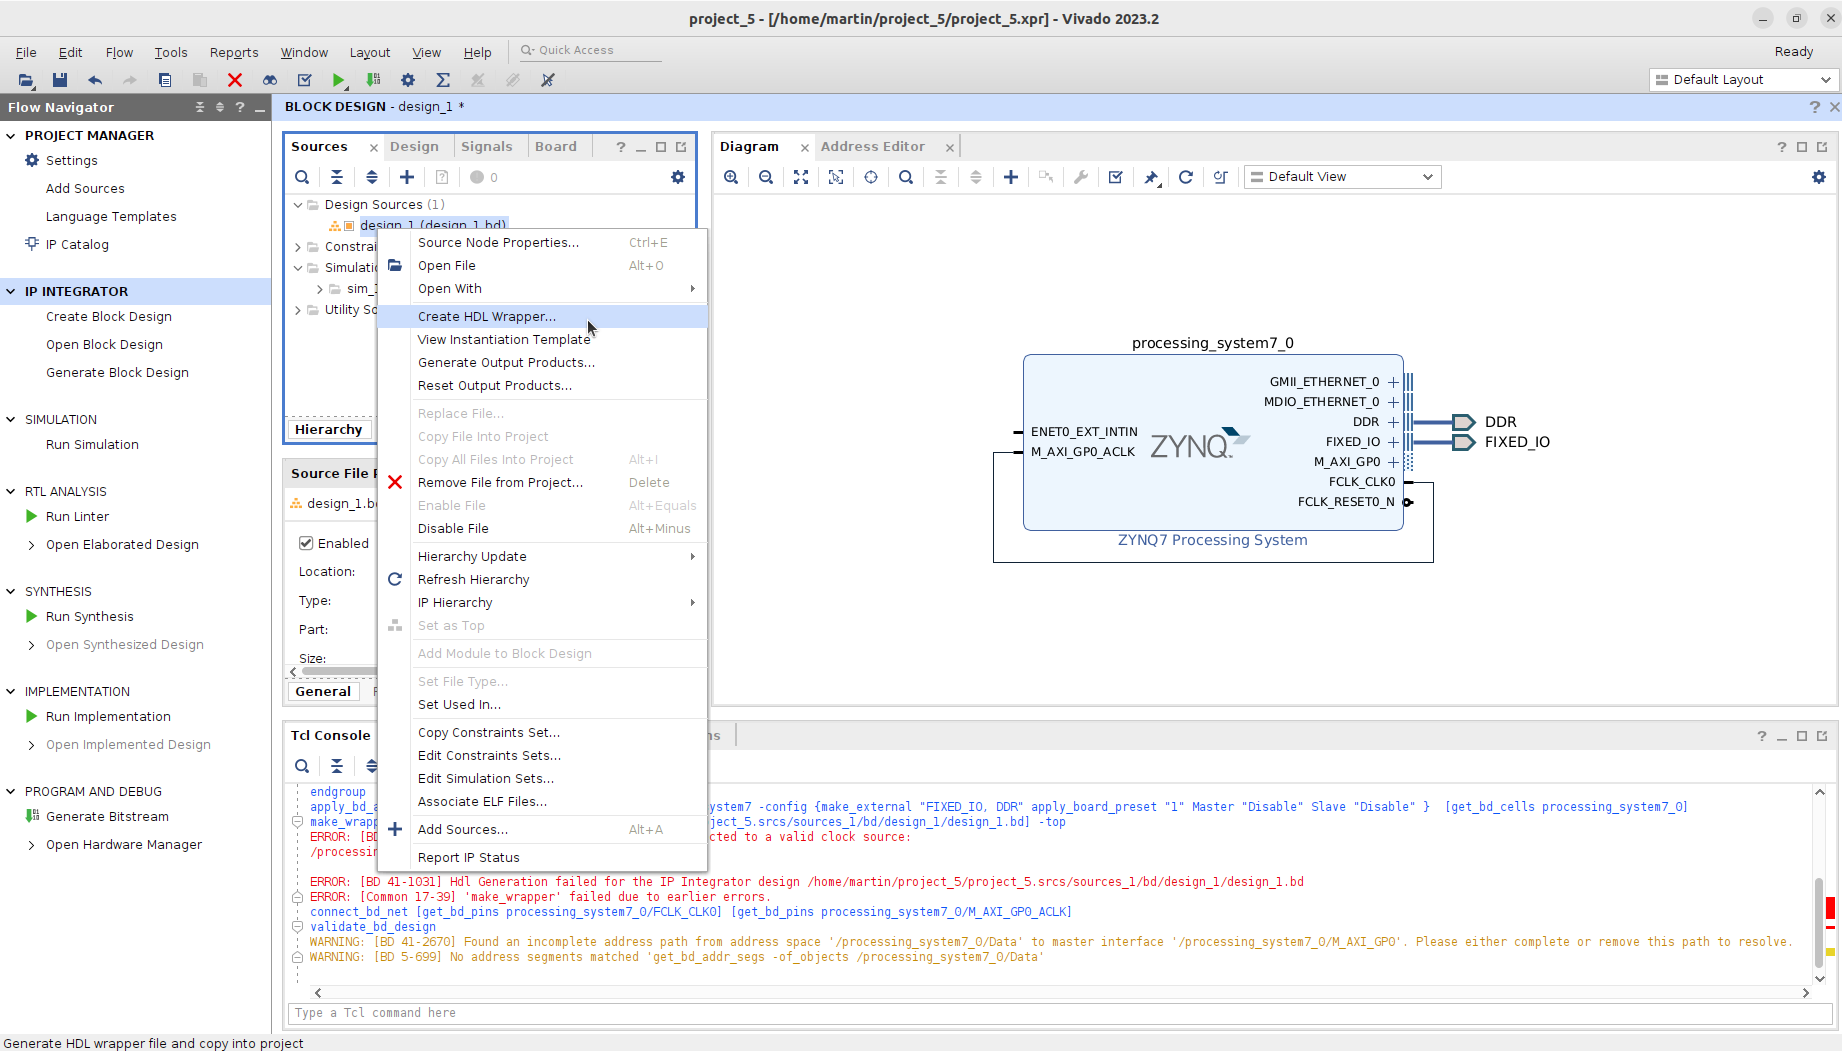 project_5 - [/home/martin/project_5/project_5.xpr] - Vivado 2023.2
File Edit Flow Tools Reports Window Layout View Help Quick Access Ready
Default Layout
Flow Navigator
BLOCK DESIGN - design_1 *
PROJECT MANAGER
Settings
Add Sources
Language Templates
IP Catalog
IP INTEGRATOR
Create Block Design
Open Block Design
Generate Block Design
SIMULATION
Run Simulation
RTL ANALYSIS
Run Linter
Open Elaborated Design
SYNTHESIS
Run Synthesis
Open Synthesized Design
IMPLEMENTATION
Run Implementation
Open Implemented Design
PROGRAM AND DEBUG
Generate Bitstream
Open Hardware Manager
Sources Design Signals Board
0
Design Sources (1)
design_1 (design_1.bd)
Constrai
Simulatic
sim_1
Utility So
Hierarchy
Source File P
design_1.bd
Enabled
Location:
Type:
Part:
Size:
General
Source Node Properties... Ctrl+E
Open File Alt+O
Open With
Create HDL Wrapper...
View Instantiation Template
Generate Output Products...
Reset Output Products...
Replace File...
Copy File Into Project
Copy All Files Into Project Alt+I
Remove File from Project... Delete
Enable File Alt+Equals
Disable File Alt+Minus
Hierarchy Update
Refresh Hierarchy
IP Hierarchy
Set as Top
Add Module to Block Design
Set File Type...
Set Used In...
Copy Constraints Set...
Edit Constraints Sets...
Edit Simulation Sets...
Associate ELF Files...
Add Sources... Alt+A
Report IP Status
Diagram Address Editor
Default View
processing_system7_0
GMII_ETHERNET_0
MDIO_ETHERNET_0
DDR
FIXED_IO
M_AXI_GP0
FCLK_CLK0
FCLK_RESET0_N
ENET0_EXT_INTIN
M_AXI_GP0_ACLK
ZYNQ
DDR
FIXED_IO
ZYNQ7 Processing System
Tcl Console ns
endgroup
apply_bd_a ystem7 -config {make_external "FIXED_IO, DDR" apply_board_preset "1" Master "Disable" Slave "Disable" } [get_bd_cells processing_system7_0]
make_wrapp ject_5.srcs/sources_1/bd/design_1/design_1.bd] -top
ERROR: [BD cted to a valid clock source:
/processin
ERROR: [BD 41-1031] Hdl Generation failed for the IP Integrator design /home/martin/project_5/project_5.srcs/sources_1/bd/design_1/design_1.bd
ERROR: [Common 17-39] 'make_wrapper' failed due to earlier errors.
connect_bd_net [get_bd_pins processing_system7_0/FCLK_CLK0] [get_bd_pins processing_system7_0/M_AXI_GP0_ACLK]
validate_bd_design
WARNING: [BD 41-2670] Found an incomplete address path from address space '/processing_system7_0/Data' to master interface '/processing_system7_0/M_AXI_GP0'. Please either complete or remove this path to resolve.
WARNING: [BD 5-699] No address segments matched 'get_bd_addr_segs -of_objects /processing_system7_0/Data'
Type a Tcl command here
Generate HDL wrapper file and copy into project